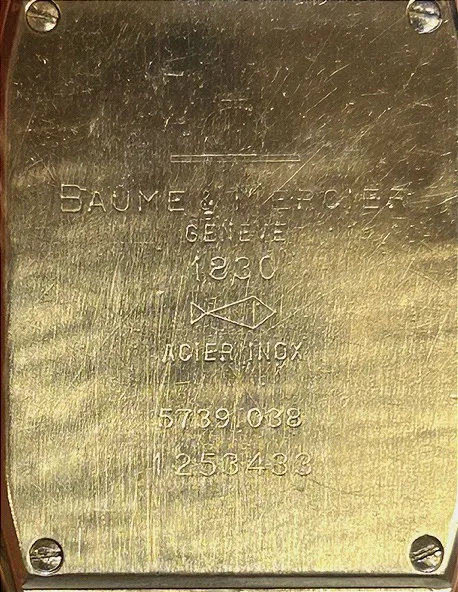 BAUME & MERCIER
GENEVE
1830
ACIER INOX
5739.038
1253433